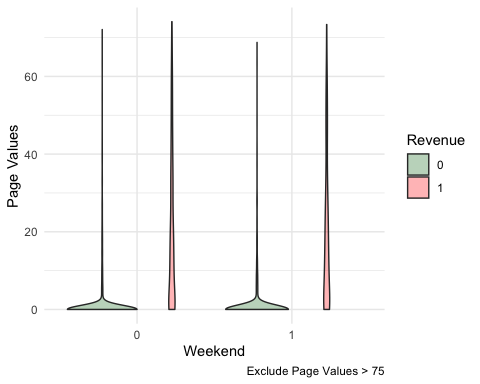 60
40
20
0
Page Values
0
1
Weekend
Revenue
0
1
Exclude Page Values > 75